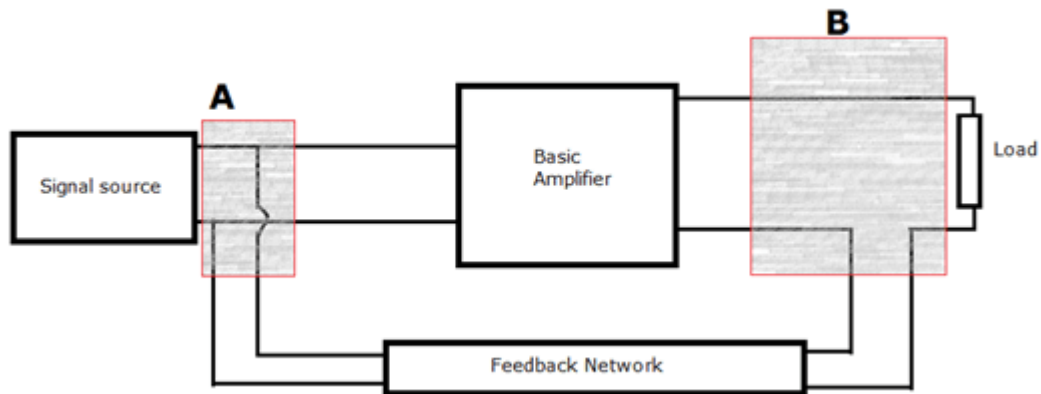 B
A
Signal source
Basic
Amplifier
Load
Feedback Network